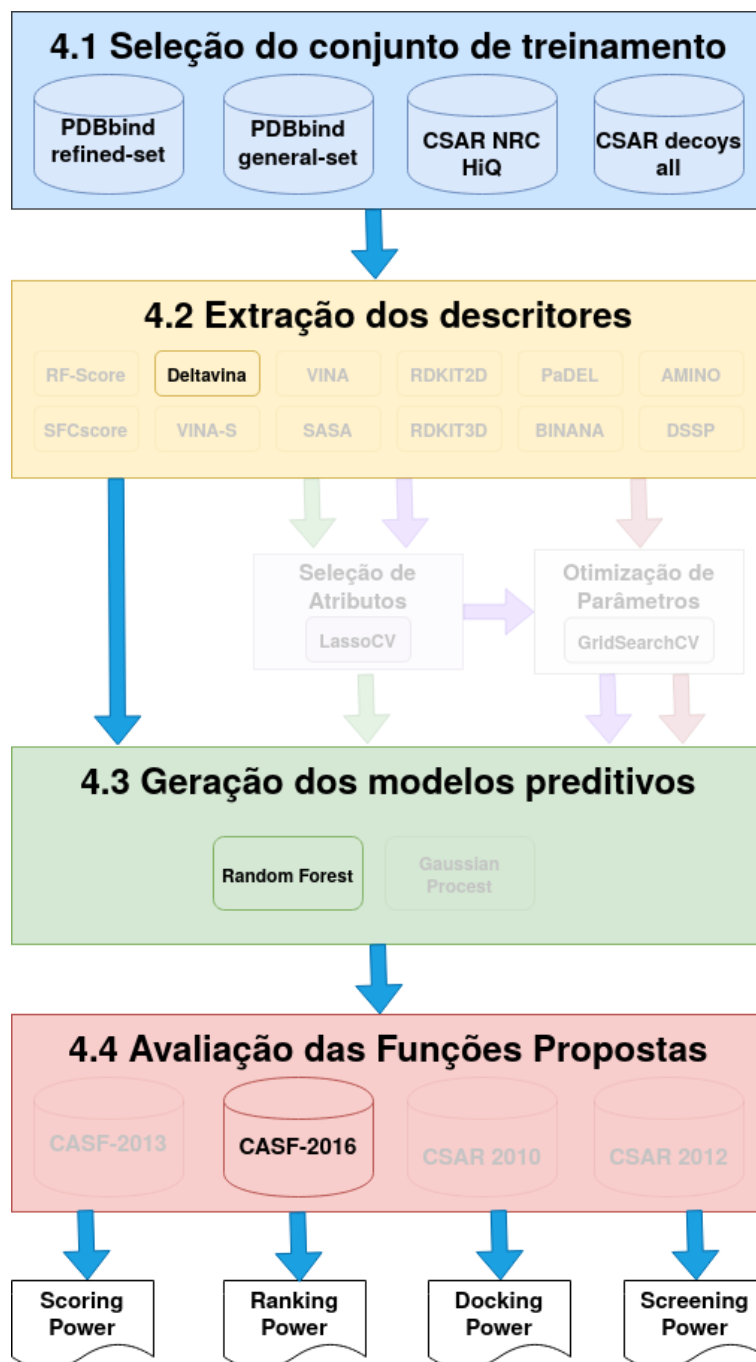 4.1 Seleção do conjunto de treinamento
PDBbind
refined-set
PDBbind
general-set
CSAR NRC
HiQ
CSAR decoys
all
4.2 Extração dos descritores
RF-Score
Deltavina
VINA
RDKIT2D
PaDEL
AMINO
SFCscore
VINA-S
SASA
RDKIT3D
BINANA
DSSP
Seleção de
Atributos
LassoCV
Otimização de
Parâmetros
GridSearchCV
4.3 Geração dos modelos preditivos
Random Forest
Gaussian
Procest
4.4 Avaliação das Funções Propostas
CASF-2013
CASF-2016
CSAR 2010
CSAR 2012
Scoring
Power
Ranking
Power
Docking
Power
Screening
Power